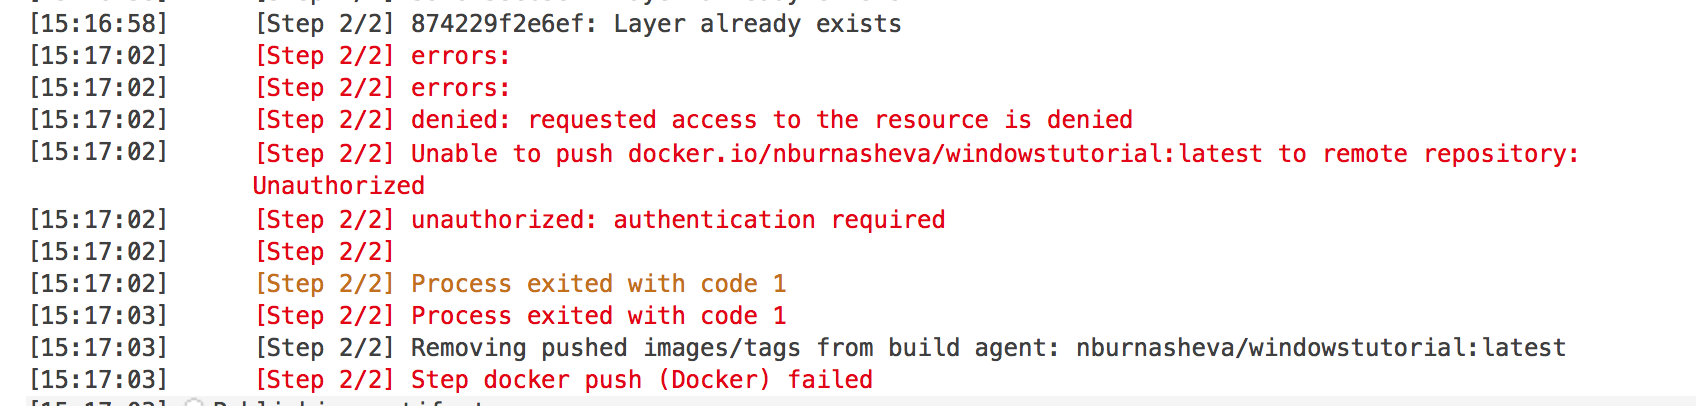 [15:16:58] [Step 2/2] 874229f2e6ef: Layer already exists
[15:17:02] [Step 2/2] errors:
[15:17:02] [Step 2/2] errors:
[15:17:02] [Step 2/2] denied: requested access to the resource is denied
[15:17:02] [Step 2/2] Unable to push docker.io/nburnasheva/windowstutorial:latest to remote repository:
Unauthorized
[15:17:02] [Step 2/2] unauthorized: authentication required
[15:17:02] [Step 2/2]
[15:17:02] [Step 2/2] Process exited with code 1
[15:17:03] [Step 2/2] Process exited with code 1
[15:17:03] [Step 2/2] Removing pushed images/tags from build agent: nburnasheva/windowstutorial:latest
[15:17:03] [Step 2/2] Step docker push (Docker) failed